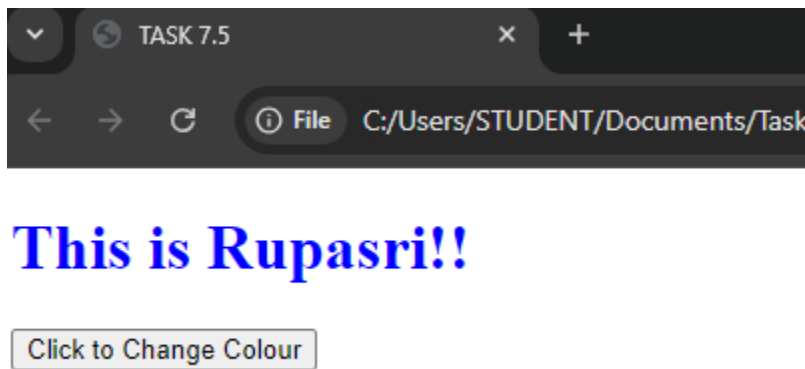 TASK 7.5
File C:/Users/STUDENT/Documents/Task
This is Rupasri!!
Click to Change Colour